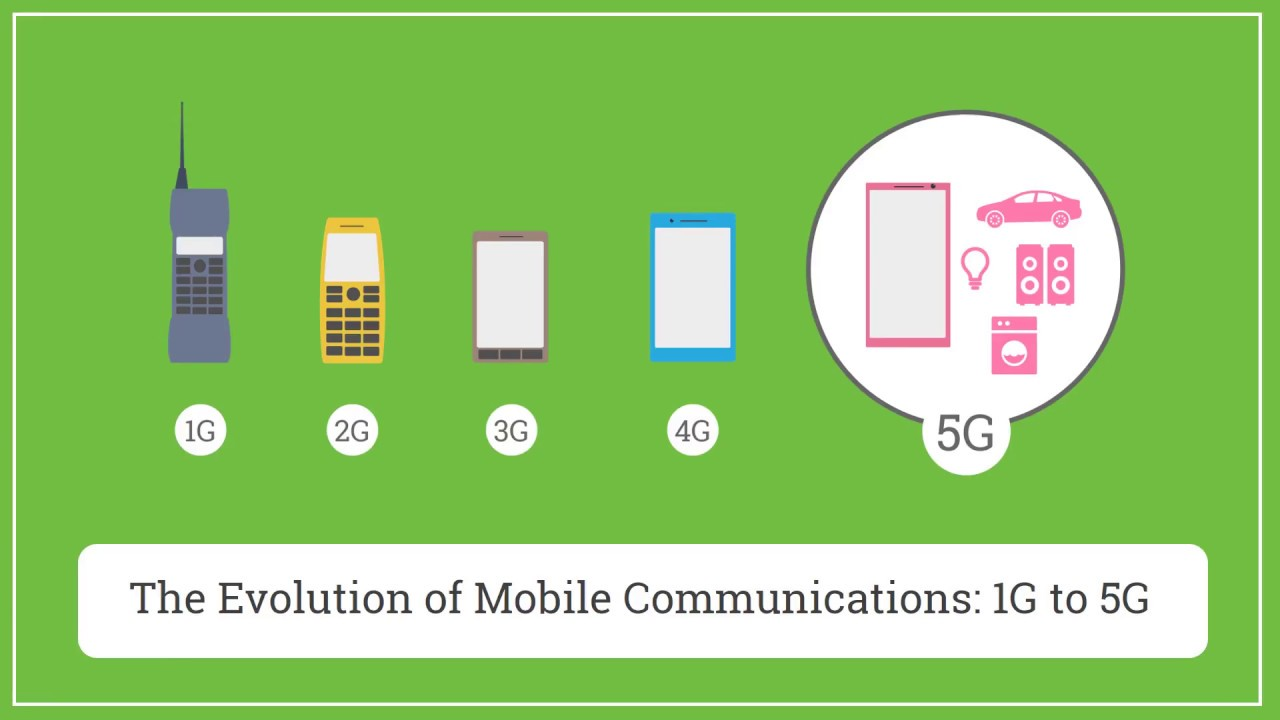 1G
2G
3G
4G
5G
The Evolution of Mobile Communications: 1G to 5G